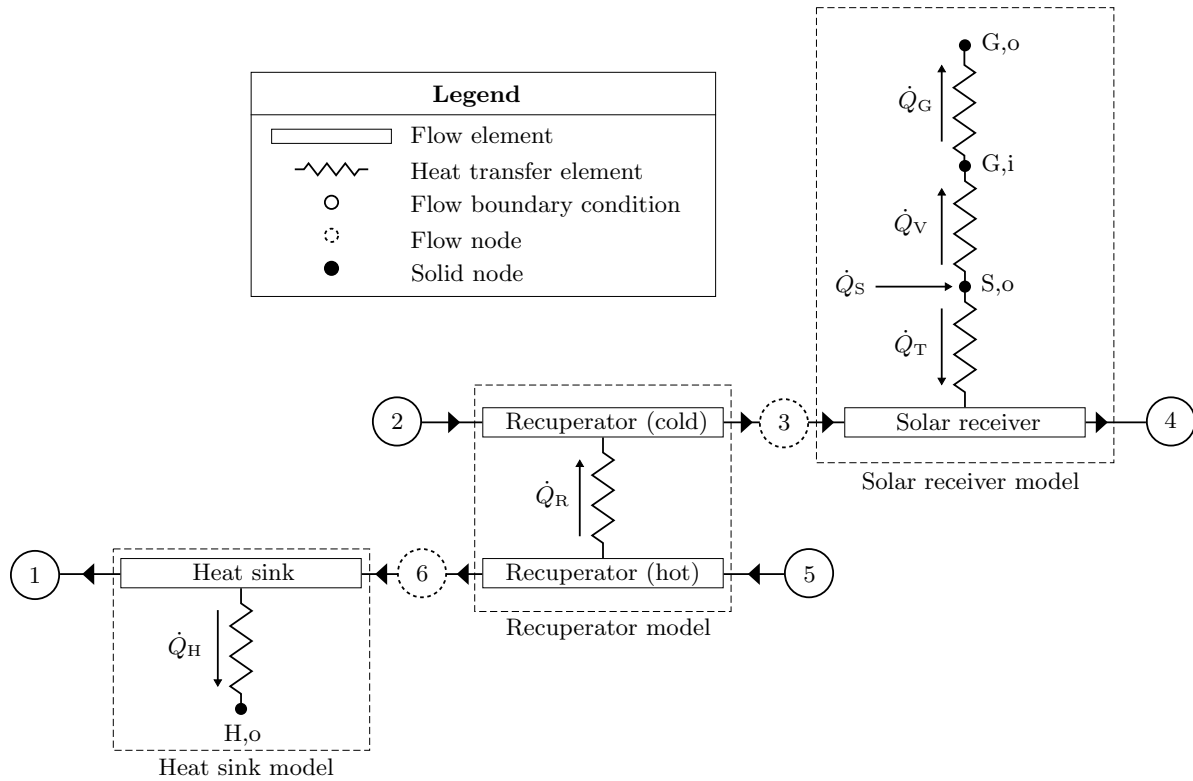 G,o
Legend
Q̇G
Flow element
Heat transfer element
G,i
Flow boundary condition
Q̇V
Flow node
Solid node
Q̇S
S,o
Q̇T
2
Recuperator (cold)
3
Solar receiver
4
Solar receiver model
Q̇R
1
Heat sink
6
Recuperator (hot)
5
Recuperator model
Q̇H
H,o
Heat sink model